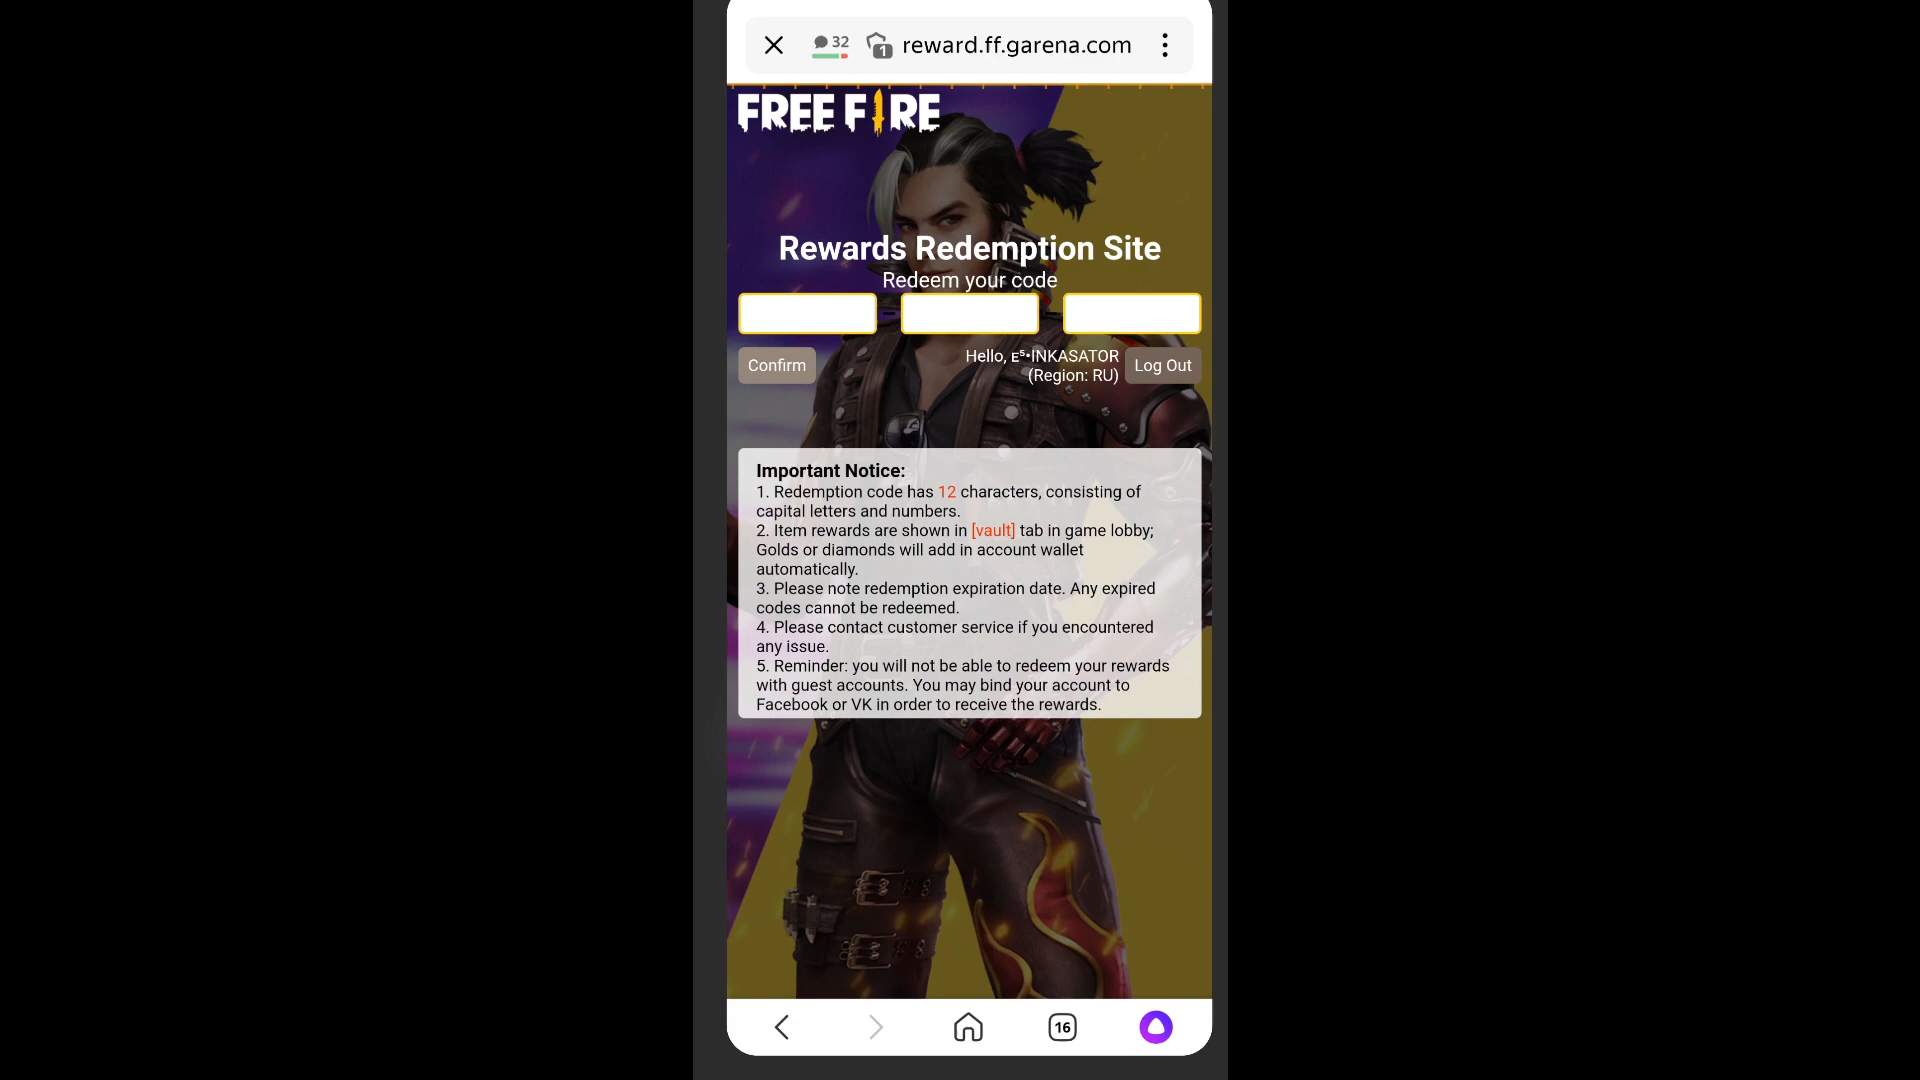 32
1
reward.ff.garena.com
FREE FIRE
Rewards Redemption Site
Redeem your code
Confirm
Hello, ᴇ⁵•INKASATOR
(Region: RU)
Log Out
Important Notice:
1. Redemption code has 12 characters, consisting of
capital letters and numbers.
2. Item rewards are shown in [vault] tab in game lobby;
Golds or diamonds will add in account wallet
automatically.
3. Please note redemption expiration date. Any expired
codes cannot be redeemed.
4. Please contact customer service if you encountered
any issue.
5. Reminder: you will not be able to redeem your rewards
with guest accounts. You may bind your account to
Facebook or VK in order to receive the rewards.
16